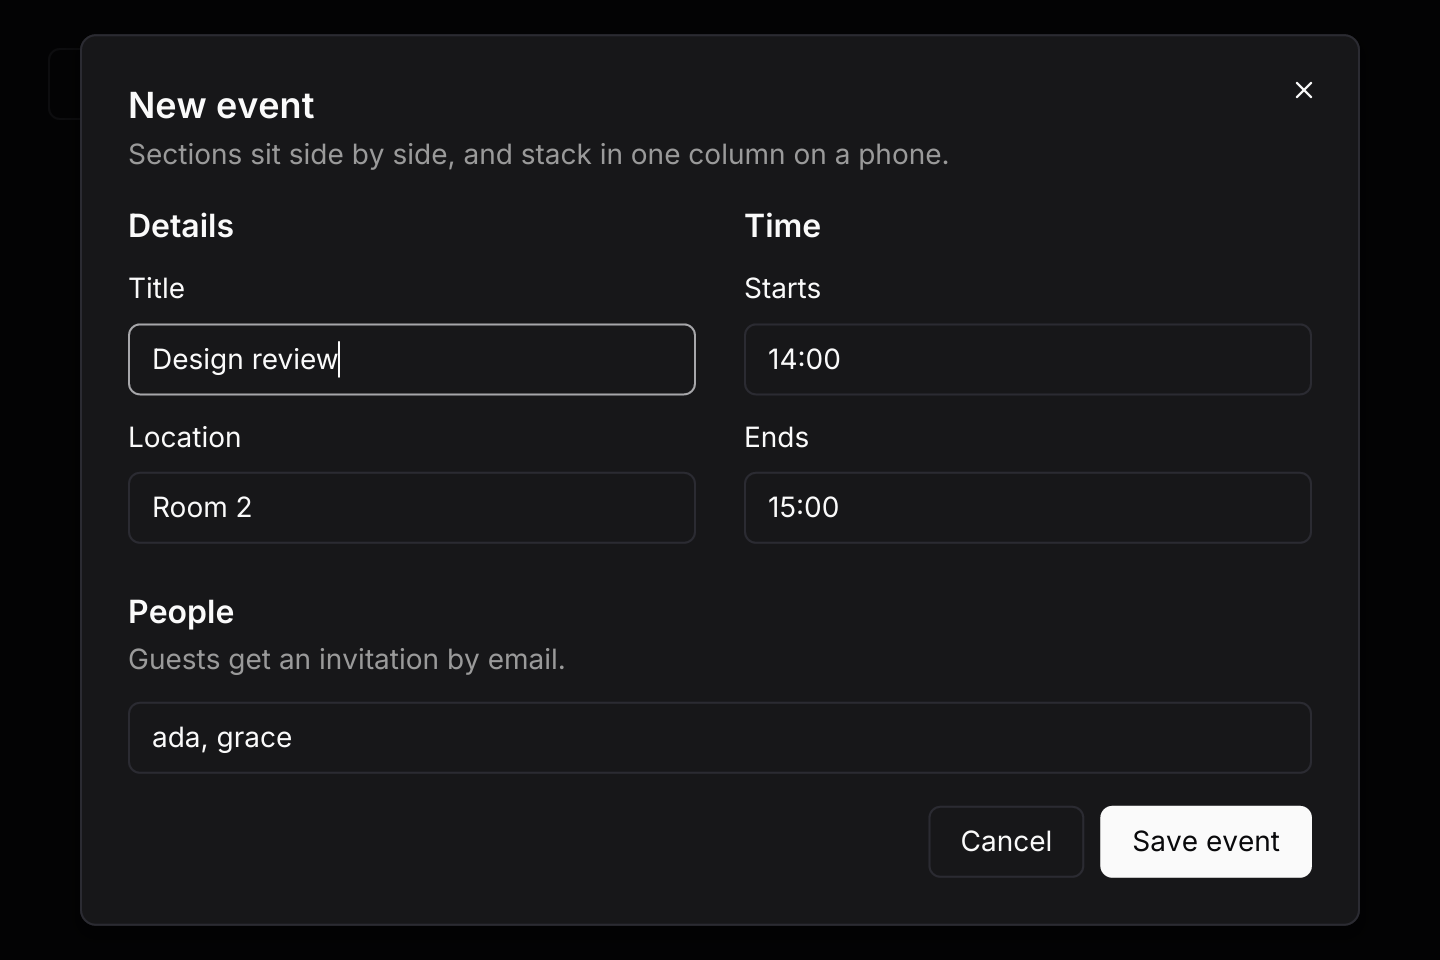 New event
Sections sit side by side, and stack in one column on a phone.
Details
Title
Design review
Location
Room 2
Time
Starts
14:00
Ends
15:00
People
Guests get an invitation by email.
ada, grace
Cancel
Save event